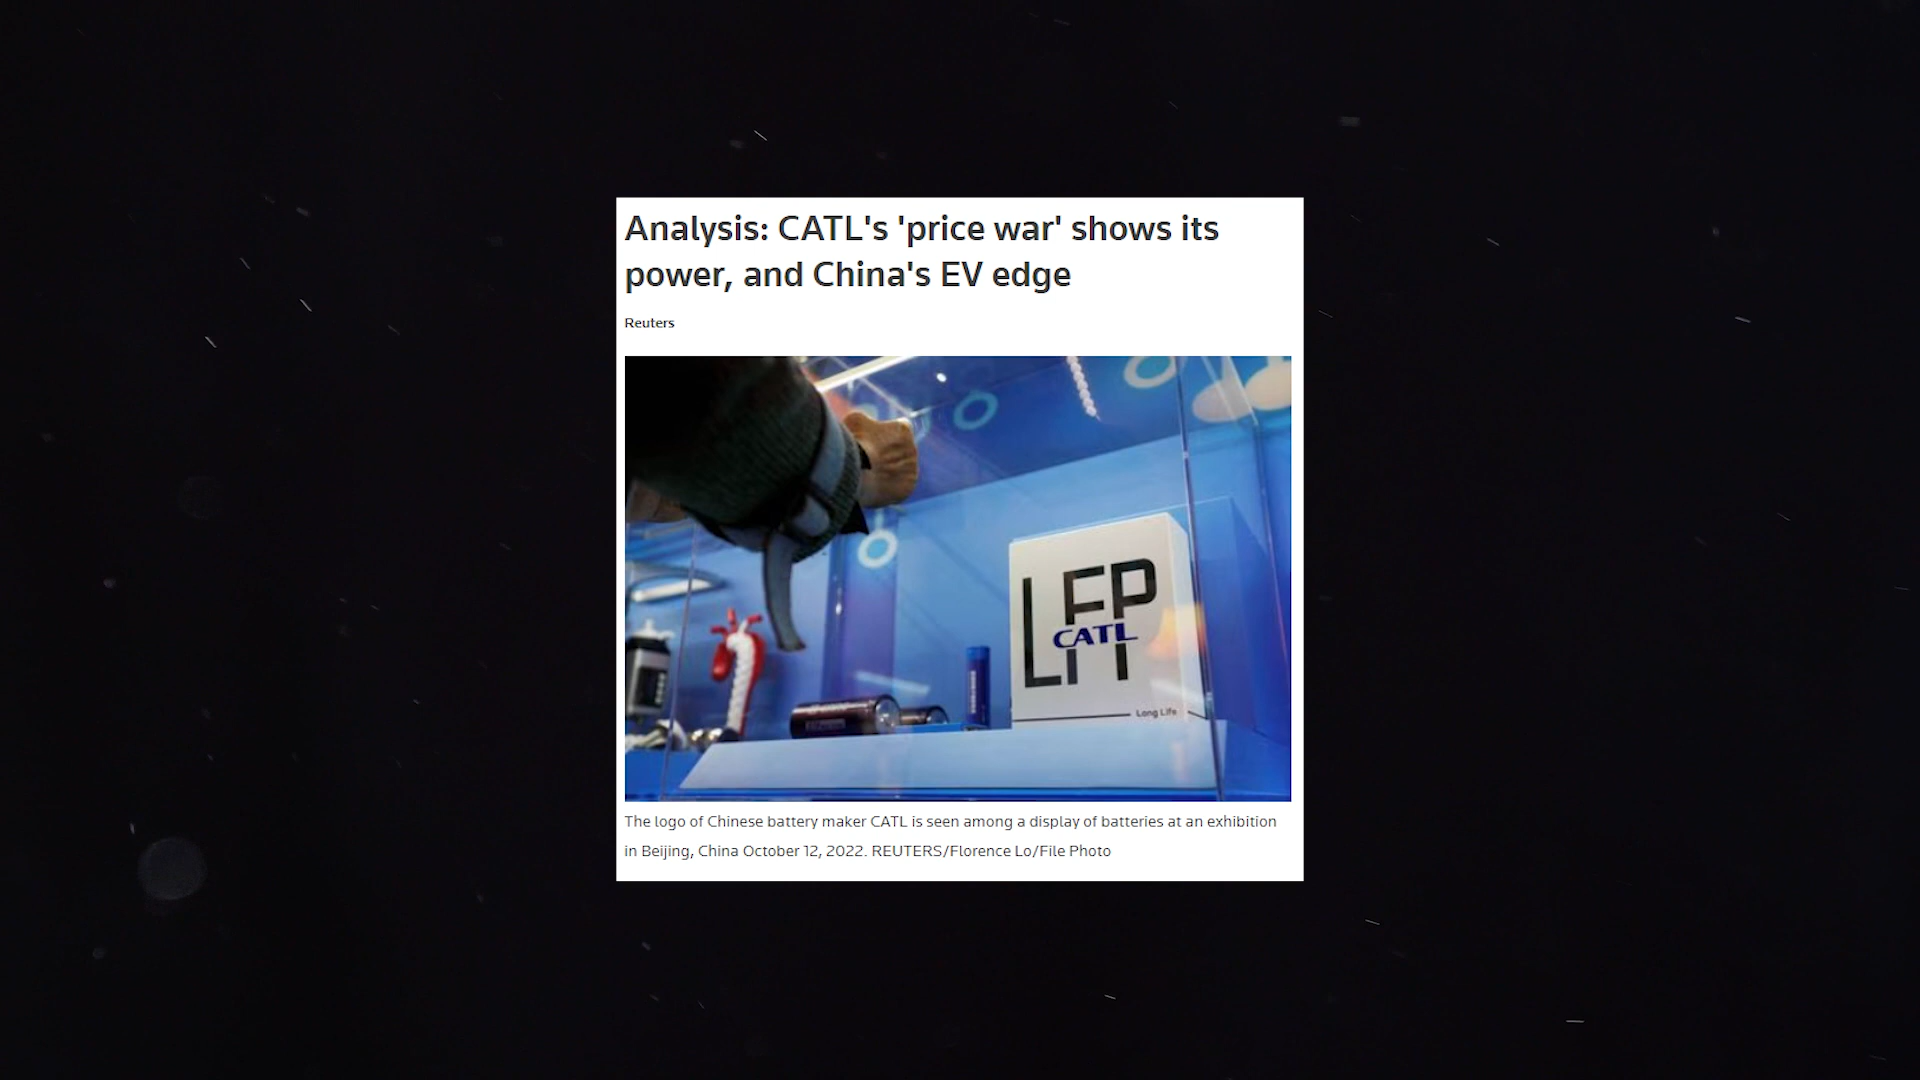 Analysis: CATL's 'price war' shows its
power, and China's EV edge
Reuters
LFP
CATL
Long Life
The logo of Chinese battery maker CATL is seen among a display of batteries at an exhibition
in Beijing, China October 12, 2022. REUTERS/Florence Lo/File Photo